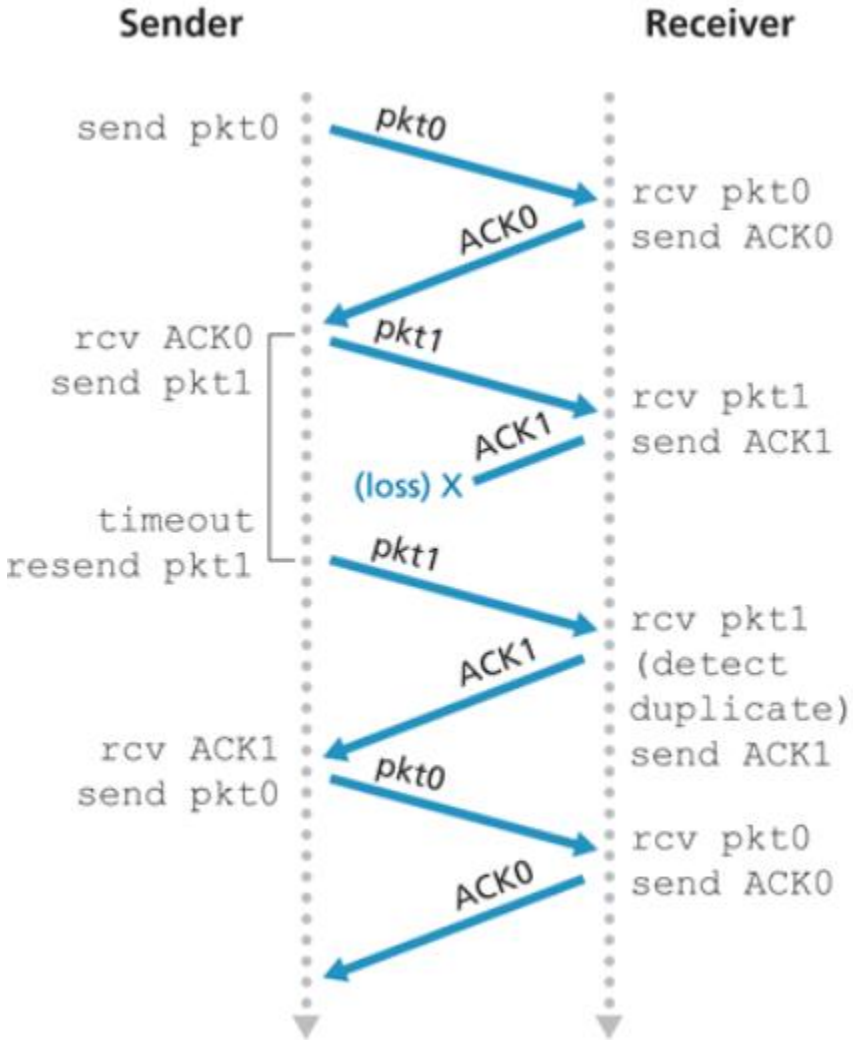 Sender
Receiver
send pkt0
pkt0
rcv pkt0
send ACK0
ACK0
rcv ACK0
send pkt1
pkt1
rcv pkt1
send ACK1
ACK1
(loss) X
timeout
resend pkt1
pkt1
rcv pkt1
(detect
duplicate)
send ACK1
ACK1
rcv ACK1
send pkt0
pkt0
rcv pkt0
send ACK0
ACK0